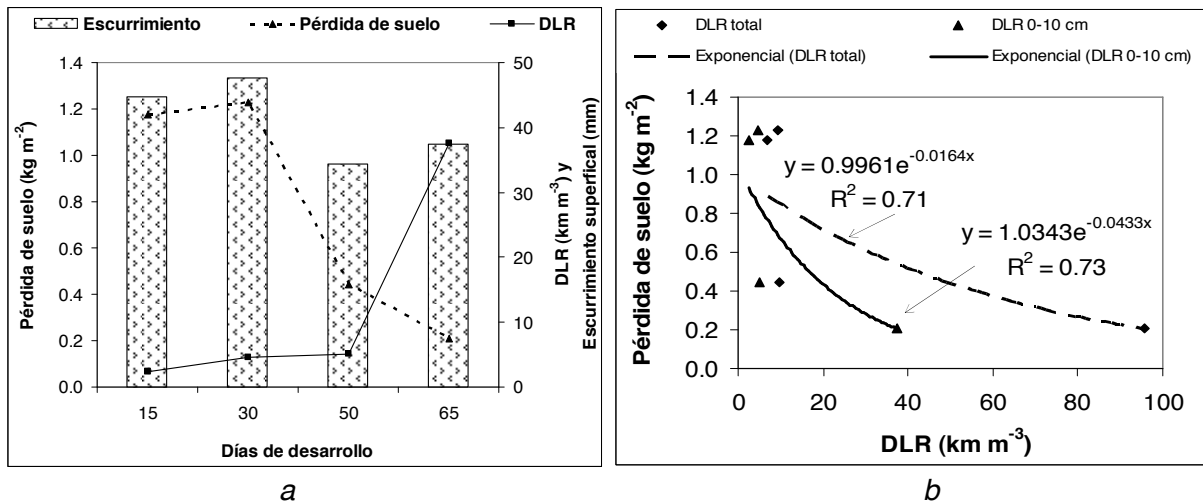 Escurrimiento Pérdida de suelo DLR
1.4
1.2
1.0
0.8
0.6
0.4
0.2
0.0
Pérdida de suelo (kg m-2)
50
40
30
20
10
0
DLR (km m-3) y
Escurrimiento superfical (mm)
15 30 50 65
Días de desarrollo
a
DLR total DLR 0-10 cm
Exponencial (DLR total) Exponencial (DLR 0-10 cm)
1.4
1.2
1.0
0.8
0.6
0.4
0.2
0.0
Pérdida de suelo (kg m-2)
y = 0.9961e-0.0164x
R2 = 0.71
y = 1.0343e-0.0433x
R2 = 0.73
0 20 40 60 80 100
DLR (km m-3)
b